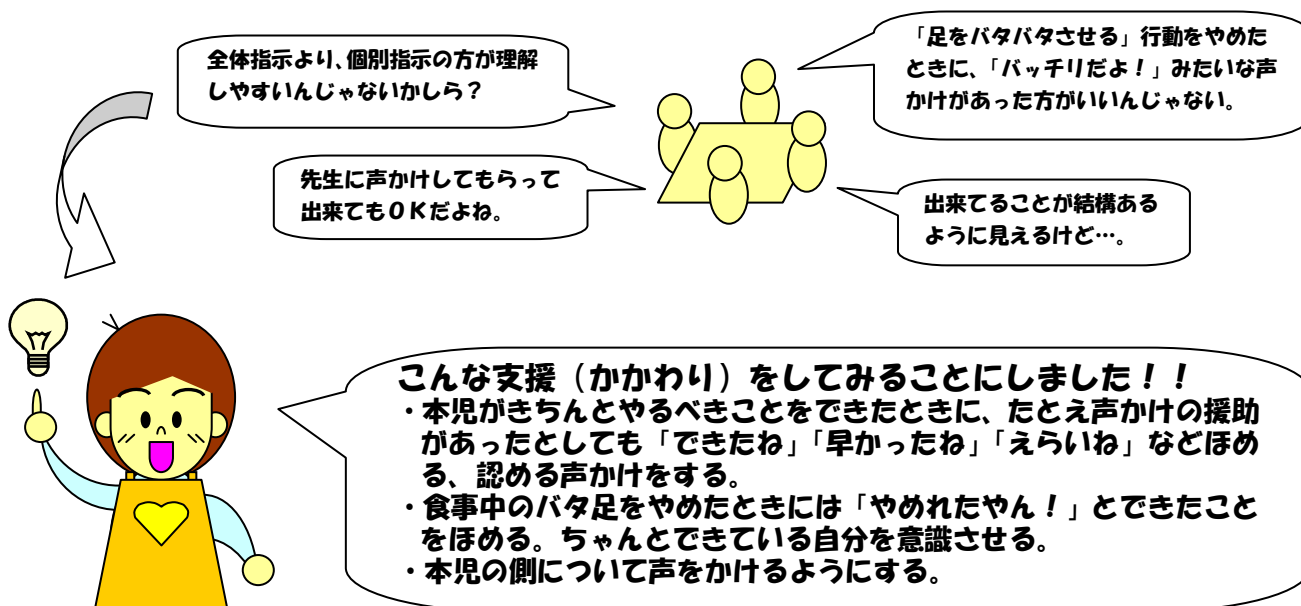 全体指示より、個別指示の方が理解
しやすいんじゃないかしら？
「足をバタバタさせる」行動をやめた
ときに、「バッチリだよ！」みたいな声
かけがあった方がいいんじゃない。
先生に声かけしてもらって
出来てもOKだよね。
出来てることが結構ある
ように見えるけど…。
こんな支援（かかわり）をしてみることにしました！！
・本児がきちんとやるべきことをできたときに、たとえ声かけの援助
があったとしても「できたね」「早かったね」「えらいね」などほめ
る、認める声かけをする。
・食事中のバタ足をやめたときには「やめれたやん！」とできたこと
をほめる。ちゃんとできている自分を意識させる。
・本児の側について声をかけるようにする。